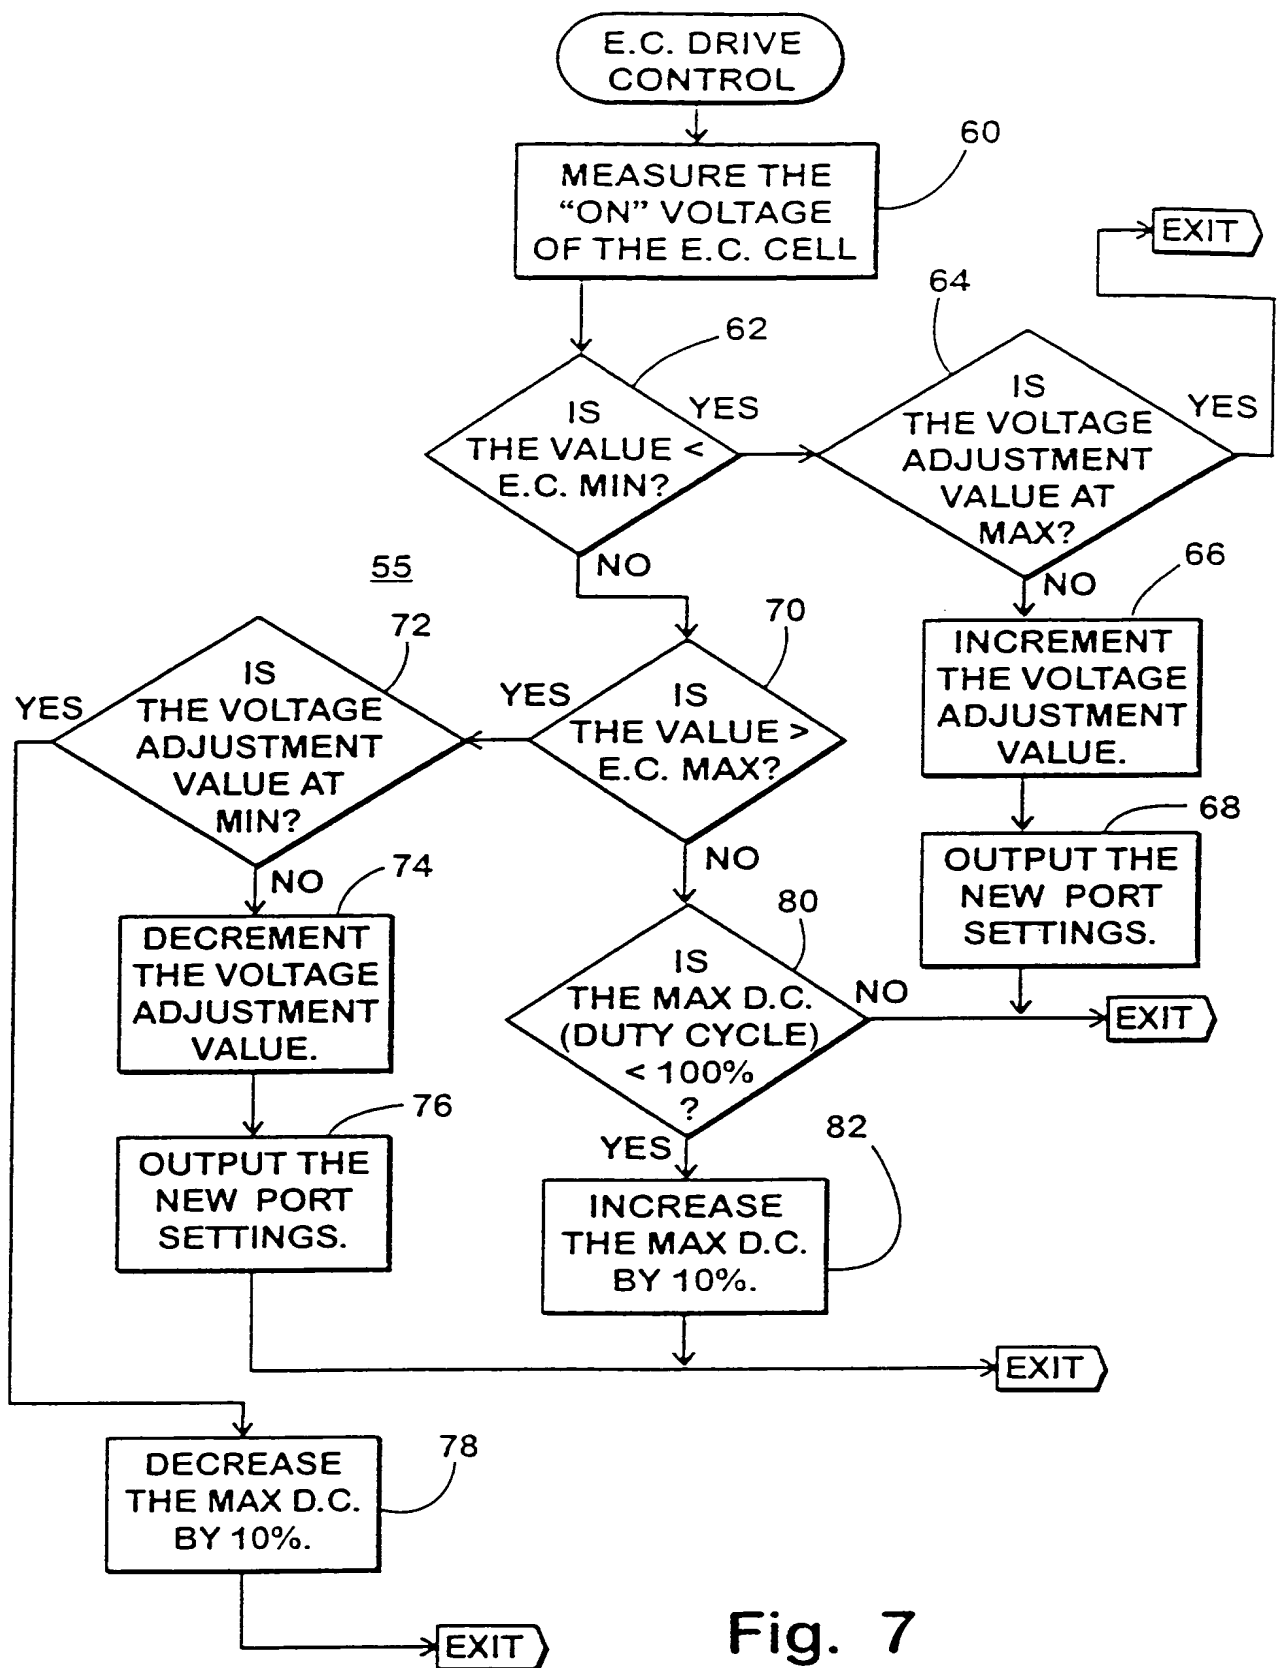 E.C. DRIVE
CONTROL
60
MEASURE THE
“ON” VOLTAGE
OF THE E.C. CELL
EXIT
62
64
IS
THE VALUE <
E.C. MIN?
YES
IS
THE VOLTAGE
ADJUSTMENT
VALUE AT
MAX?
YES
NO
NO
55
66
INCREMENT
THE VOLTAGE
ADJUSTMENT
VALUE.
72
70
YES
IS
THE VOLTAGE
ADJUSTMENT
VALUE AT
MIN?
YES
IS
THE VALUE >
E.C. MAX?
68
OUTPUT THE
NEW PORT
SETTINGS.
NO
NO
74
DECREMENT
THE VOLTAGE
ADJUSTMENT
VALUE.
80
IS
THE MAX D.C.
(DUTY CYCLE)
< 100%
?
NO
EXIT
76
OUTPUT THE
NEW PORT
SETTINGS.
YES
82
INCREASE
THE MAX D.C.
BY 10%.
EXIT
78
DECREASE
THE MAX D.C.
BY 10%.
EXIT
Fig. 7